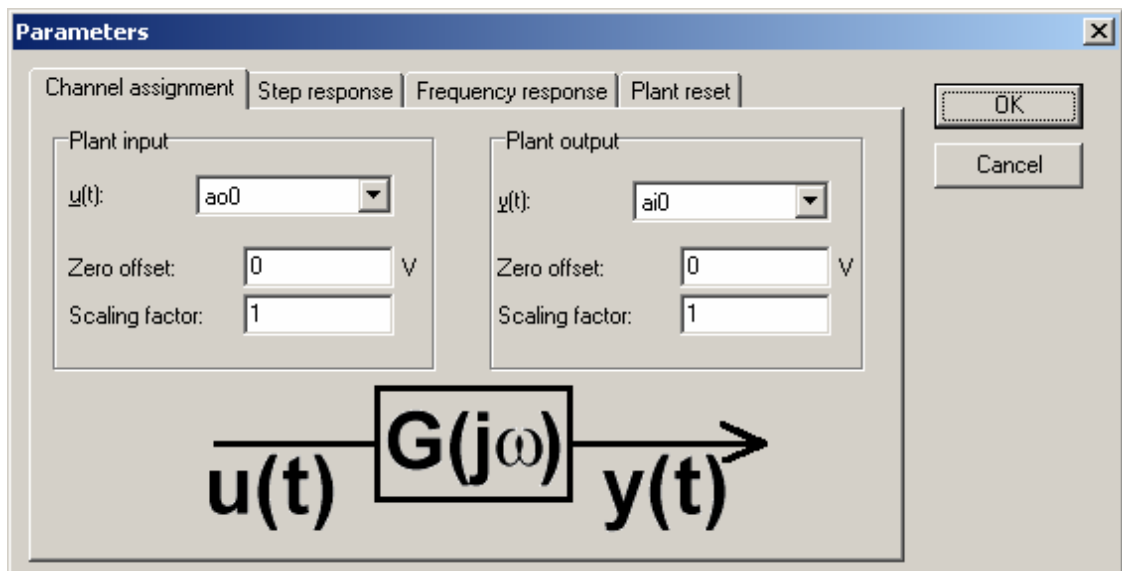 Parameters
Channel assignment Step response Frequency response Plant reset
OK
Cancel
Plant input
u(t): ao0
Zero offset: 0 V
Scaling factor: 1
Plant output
y(t): ai0
Zero offset: 0 V
Scaling factor: 1
u(t) G(jω) y(t)